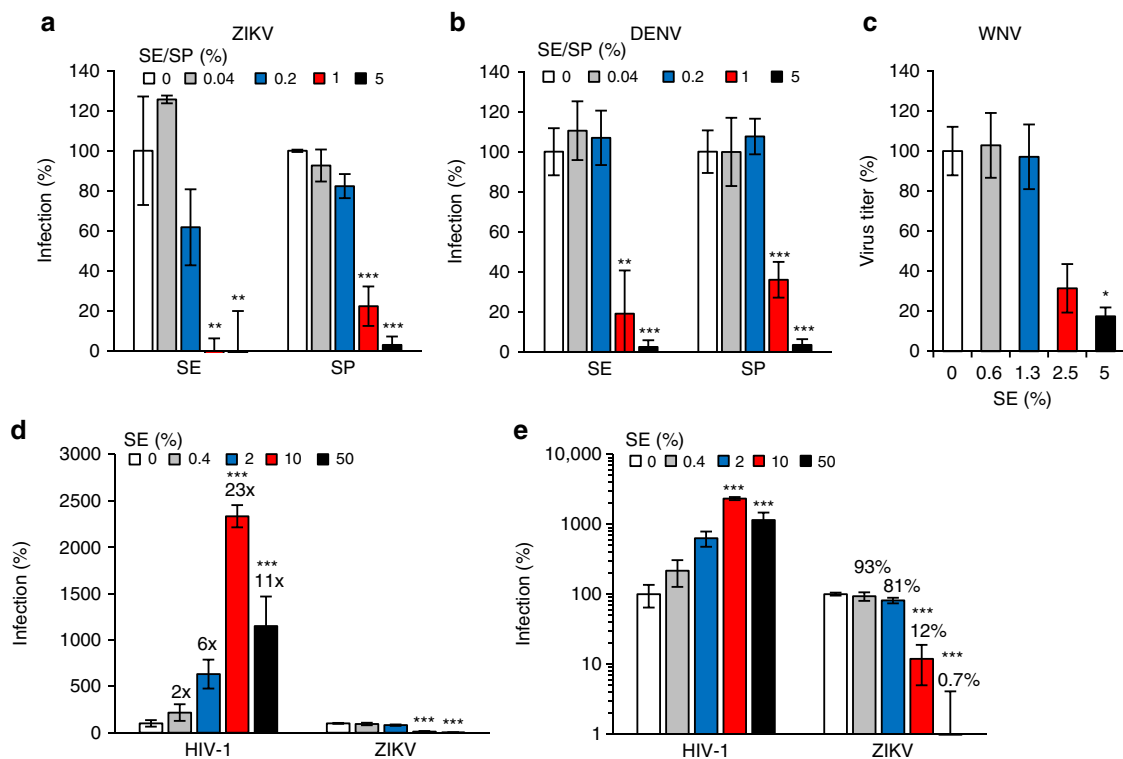 a ZIKV
SE/SP (%)
0 0.04 0.2 1 5
140
120
100
80
60
40
20
0
Infection (%)
** ** *** ***
SE SP
b DENV
SE/SP (%)
0 0.04 0.2 1 5
140
120
100
80
60
40
20
0
Infection (%)
** *** *** ***
SE SP
c WNV
140
120
100
80
60
40
20
0
Virus titer (%)
*
0 0.6 1.3 2.5 5
SE (%)
d
SE (%)
0 0.4 2 10 50
3000
2500
2000
1500
1000
500
0
Infection (%)
2x
6x
***
23x
***
11x
*** ***
HIV-1 ZIKV
e
SE (%)
0 0.4 2 10 50
10,000
1000
100
10
1
Infection (%)
*** ***
93%
81%
***
12%
***
0.7%
HIV-1 ZIKV